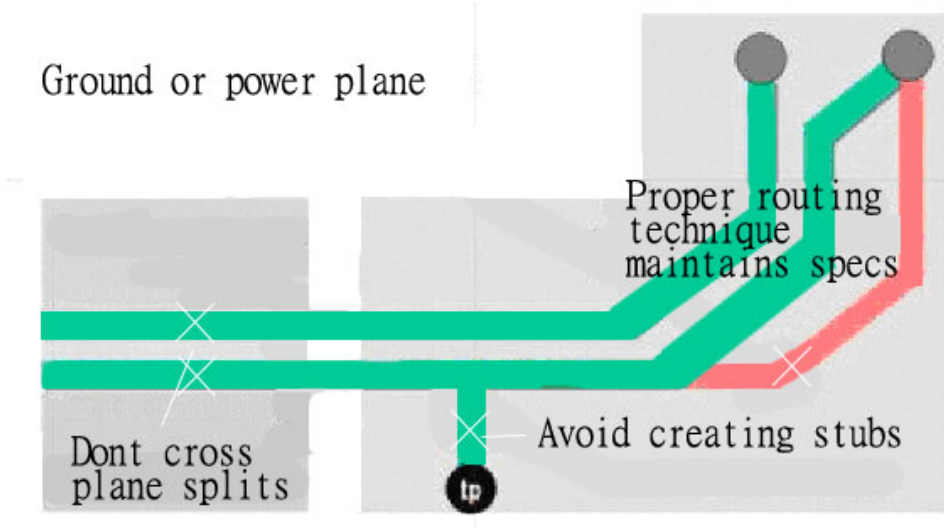 Ground or power plane
Proper routing
technique
maintains specs
Avoid creating stubs
Dont cross
plane splits
tp